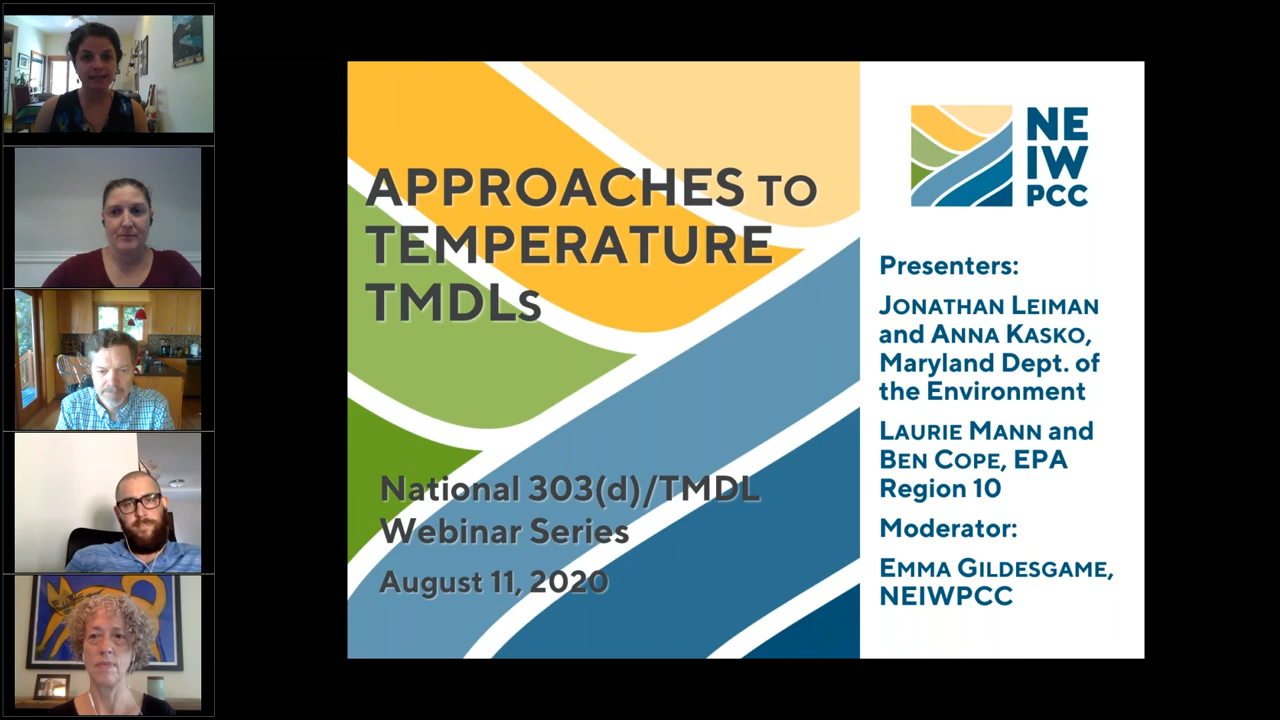 APPROACHES TO
TEMPERATURE
TMDLs
National 303(d)/TMDL
Webinar Series
August 11, 2020
NE
IW
PCC
Presenters:
JONATHAN LEIMAN
and ANNA KASKO,
Maryland Dept. of
the Environment
LAURIE MANN and
BEN COPE, EPA
Region 10
Moderator:
EMMA GILDESGAME,
NEIWPCC